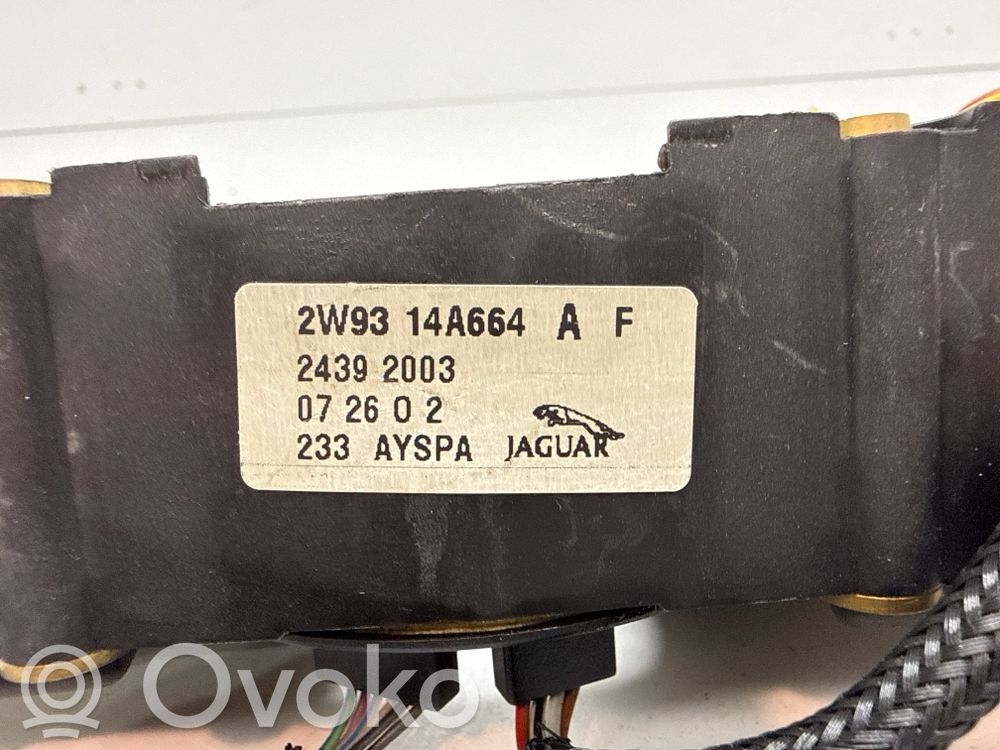 2W93 14A664 A F
2439 2003
07 26 0 2
233 AYSPA JAGUAR
Ovoko